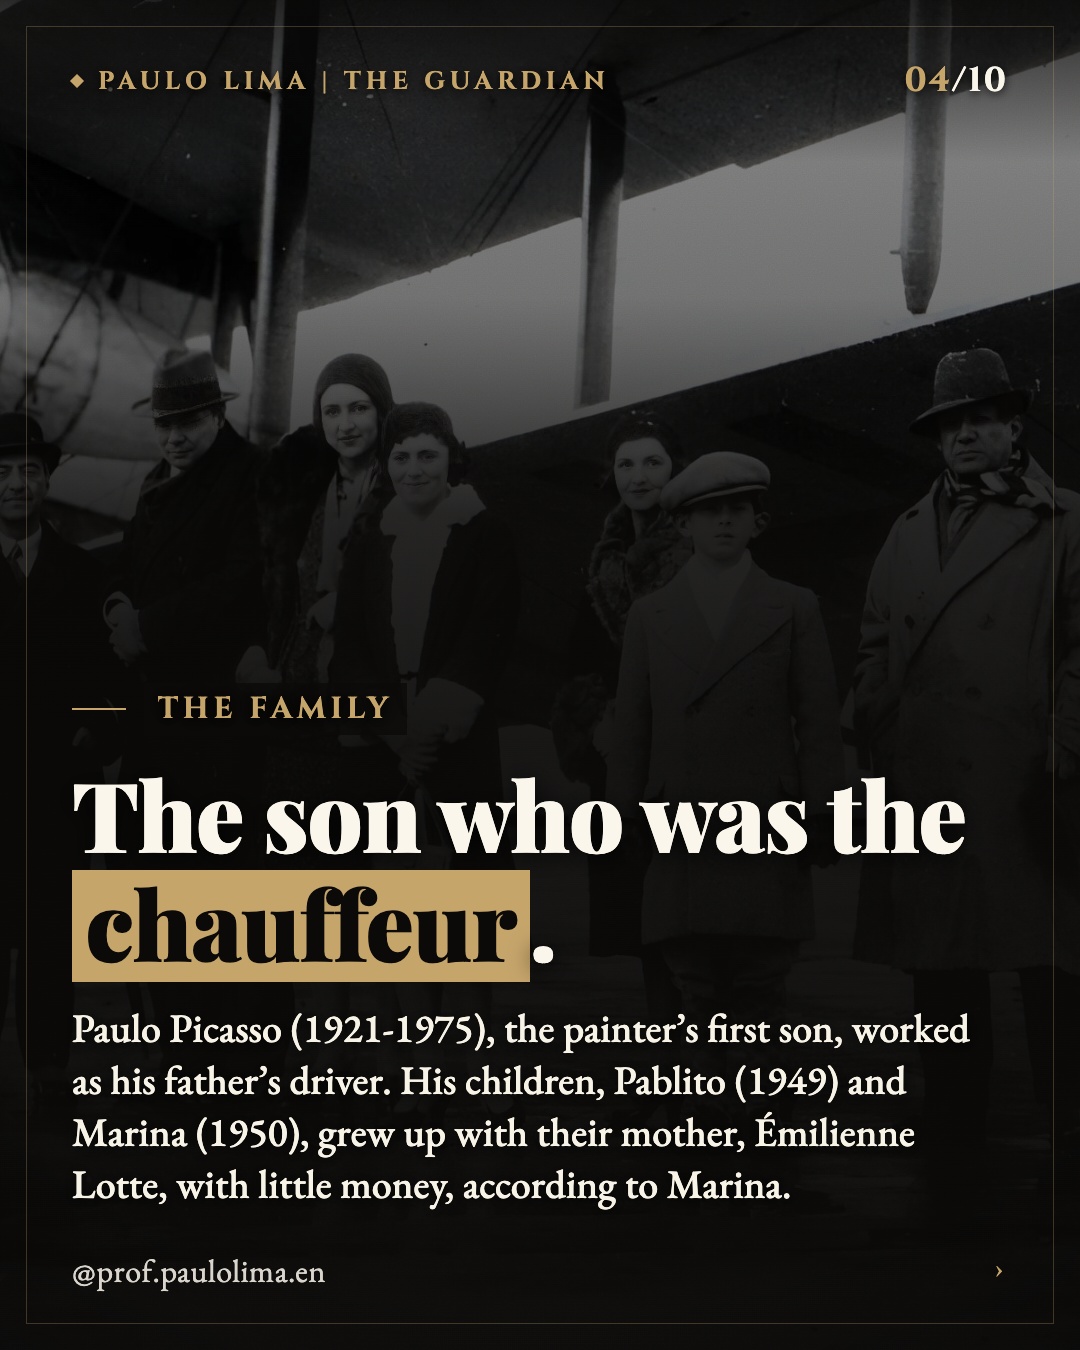 ◆ PAULO LIMA | THE GUARDIAN
04/10
THE FAMILY
The son who was the
chauffeur.
Paulo Picasso (1921-1975), the painter’s first son, worked
as his father’s driver. His children, Pablito (1949) and
Marina (1950), grew up with their mother, Émilienne
Lotte, with little money, according to Marina.
@prof.paulolima.en
›